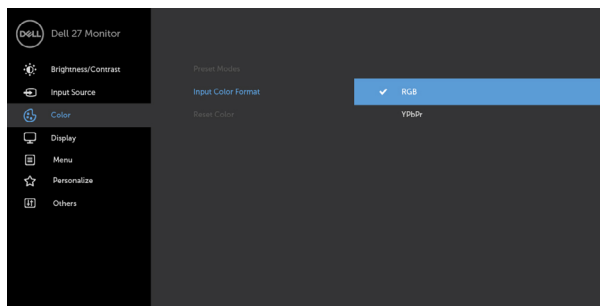 DELL
Dell 27 Monitor
Brightness/Contrast
Input Source
Color
Display
Menu
Personalize
Others
Preset Modes
Input Color Format
Reset Color
RGB
YPbPr